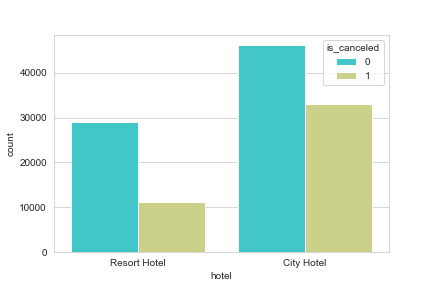 is_canceled
0
1
40000
30000
20000
10000
0
count
Resort Hotel
City Hotel
hotel